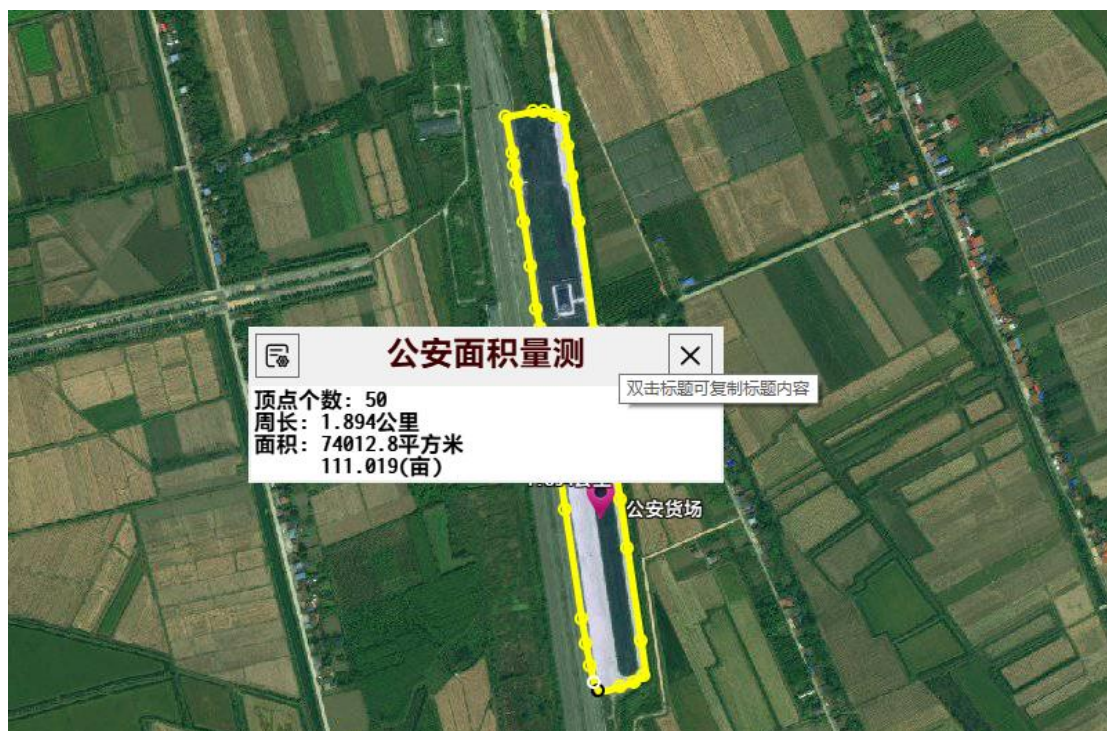 公安面积量测
双击标题可复制标题内容
顶点个数: 50
周长: 1.894公里
面积: 74012.8平方米
111.019(亩)
公安货场